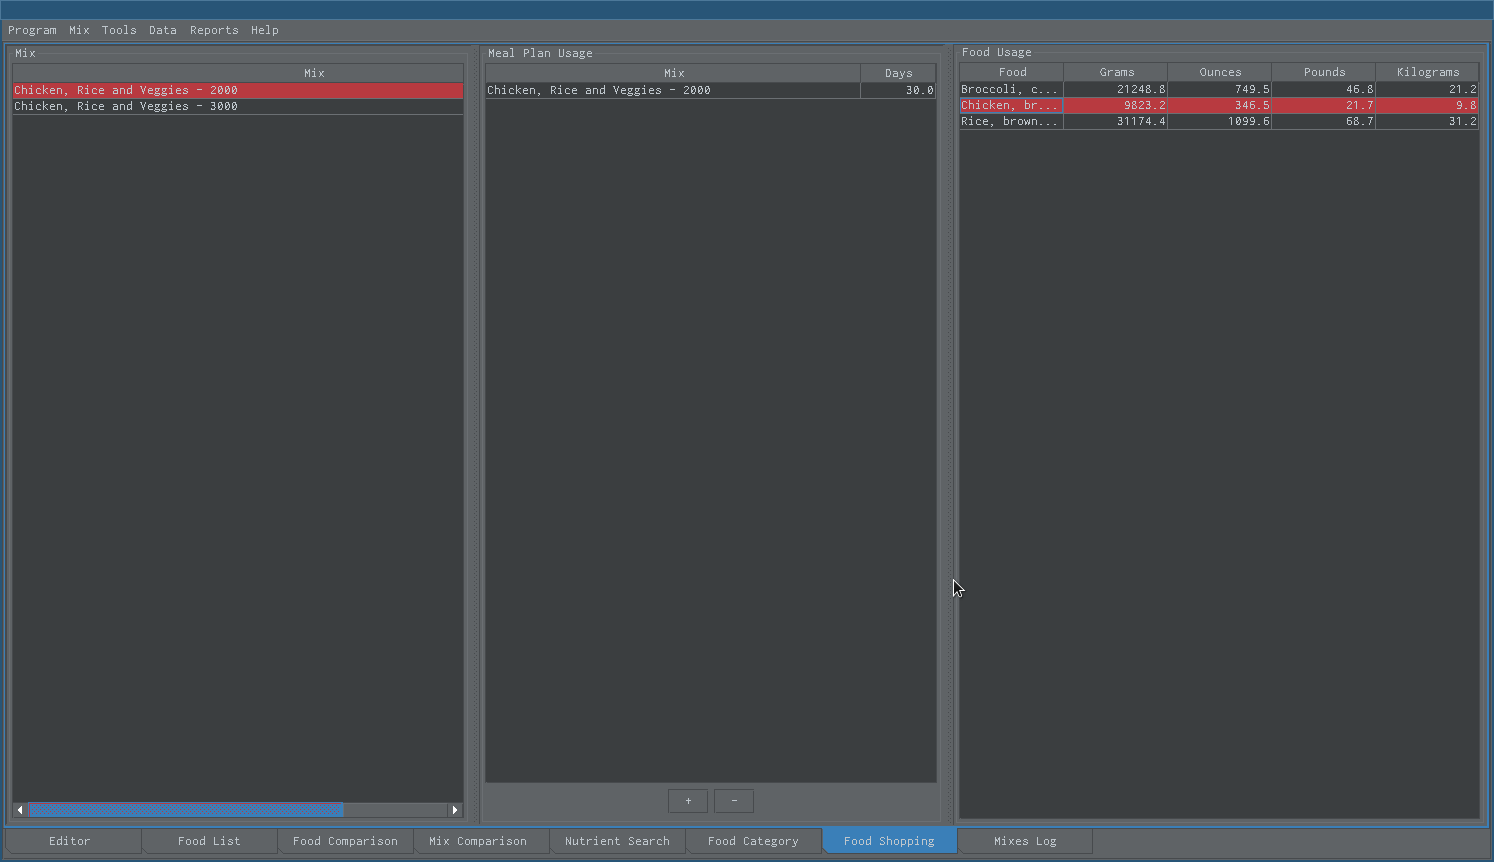 Program Mix Tools Data Reports Help
Mix
Mix
Chicken, Rice and Veggies - 2000
Chicken, Rice and Veggies - 3000
Meal Plan Usage
Mix Days
Chicken, Rice and Veggies - 2000 30.0
+ -
Food Usage
Food Grams Ounces Pounds Kilograms
Broccoli, c... 21248.8 749.5 46.8 21.2
Chicken, br... 9823.2 346.5 21.7 9.8
Rice, brown... 31174.4 1099.6 68.7 31.2
Editor Food List Food Comparison Mix Comparison Nutrient Search Food Category Food Shopping Mixes Log